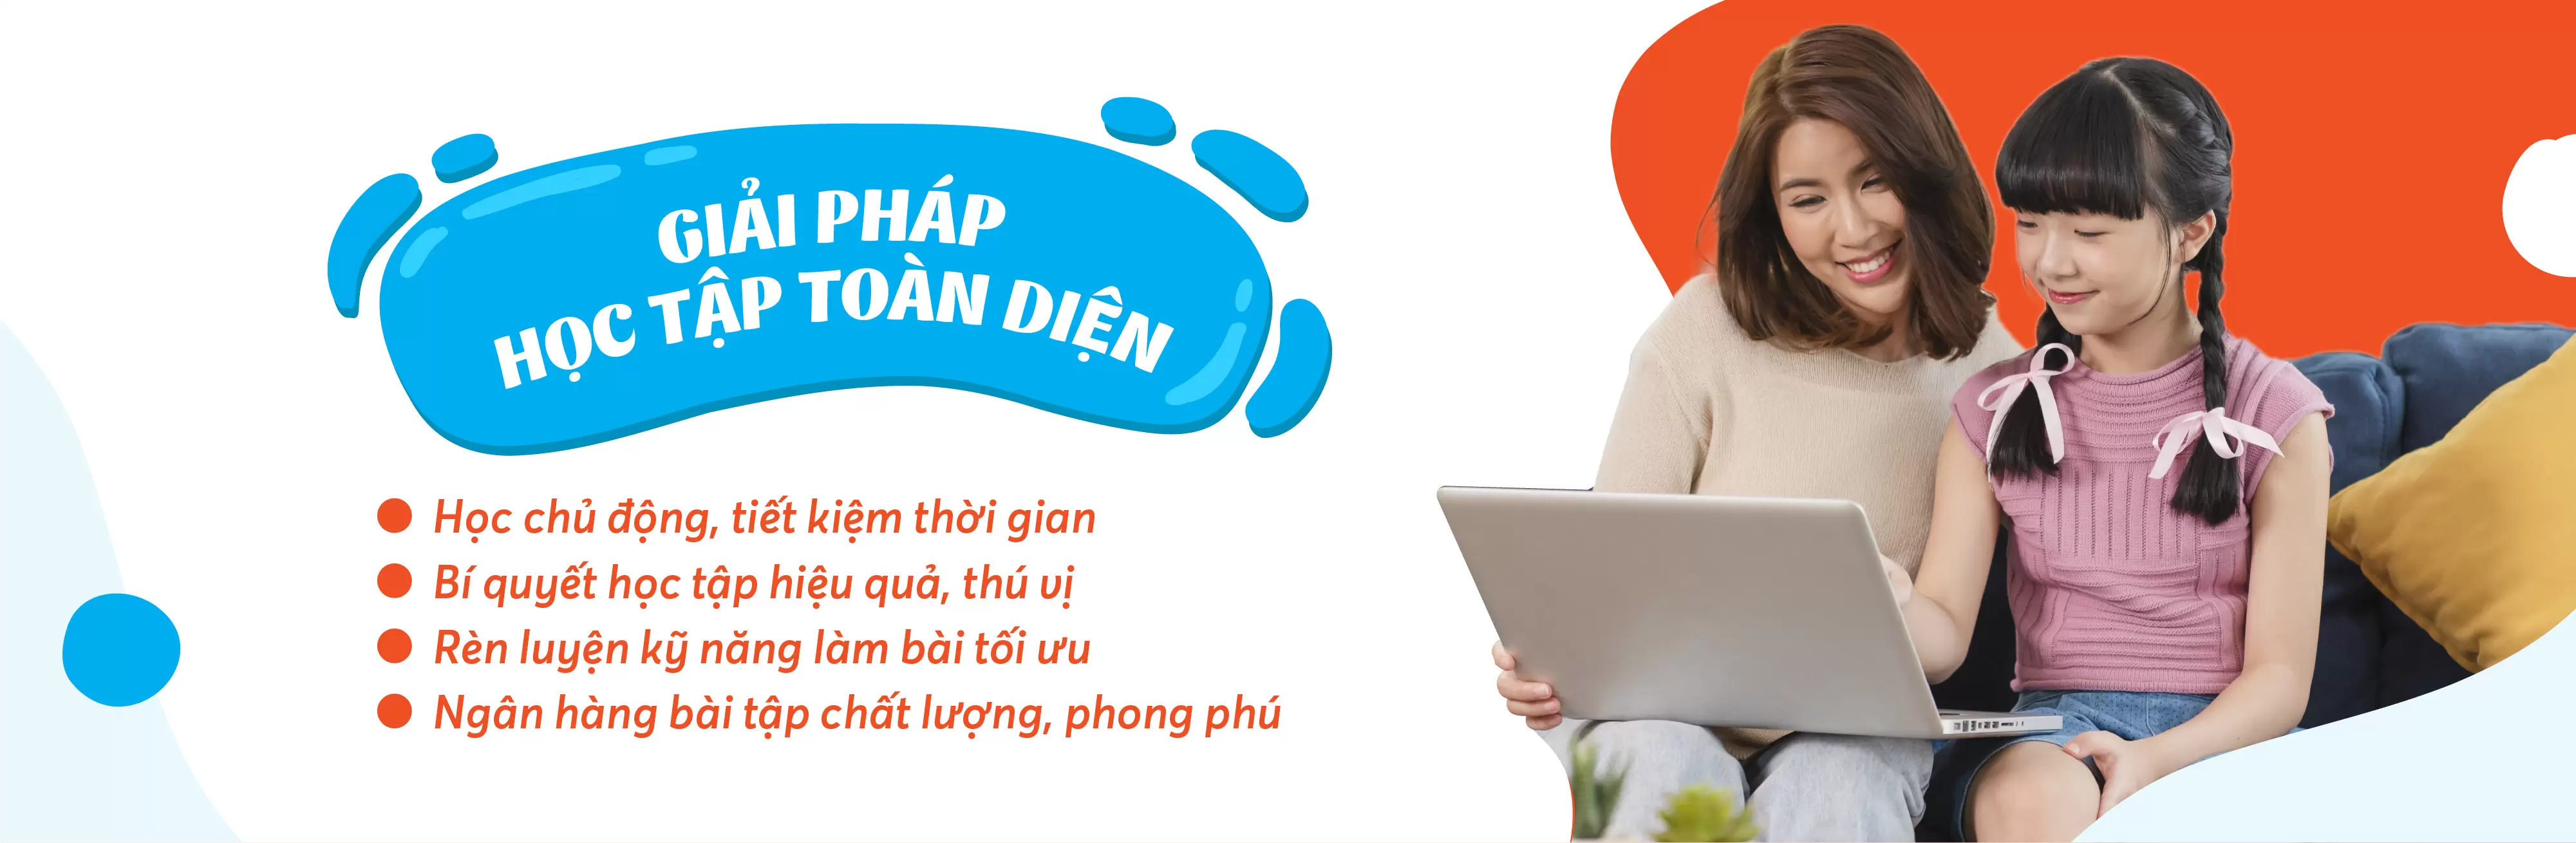 GIẢI PHÁP
HỌC TẬP TOÀN DIỆN
Học chủ động, tiết kiệm thời gian
Bí quyết học tập hiệu quả, thú vị
Rèn luyện kỹ năng làm bài tối ưu
Ngân hàng bài tập chất lượng, phong phú